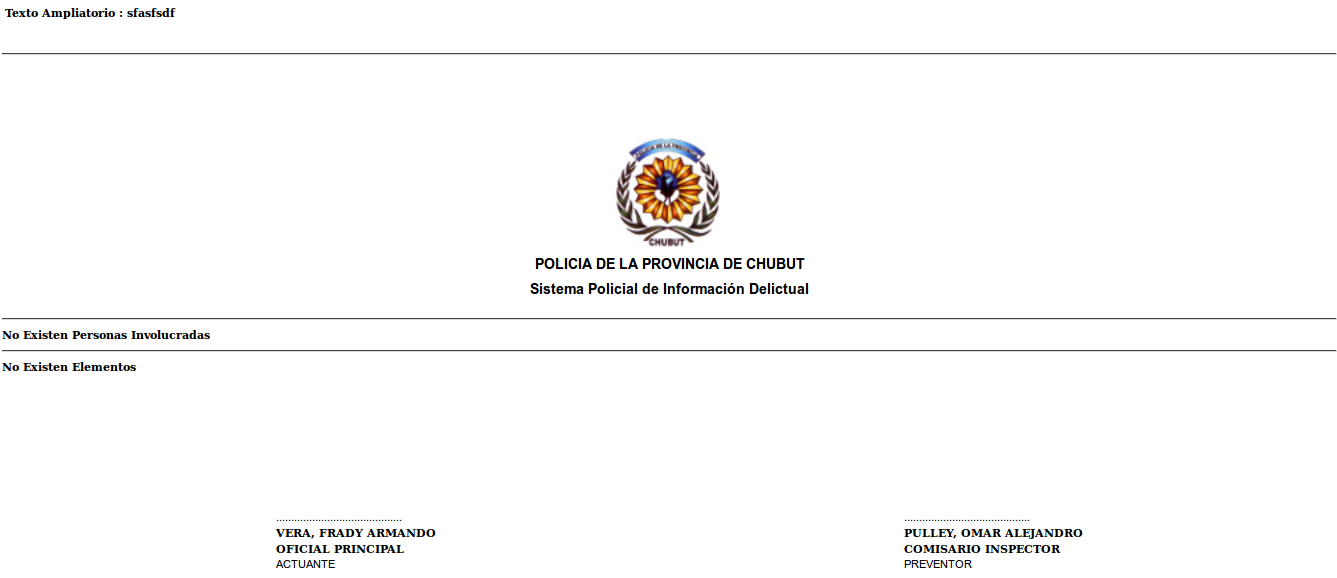 Texto Ampliatorio : sfasfsdf
POLICIA DE LA PROVINCIA
CHUBUT
POLICIA DE LA PROVINCIA DE CHUBUT
Sistema Policial de Información Delictual
No Existen Personas Involucradas
No Existen Elementos
VERA, FRADY ARMANDO
OFICIAL PRINCIPAL
ACTUANTE
PULLEY, OMAR ALEJANDRO
COMISARIO INSPECTOR
PREVENTOR